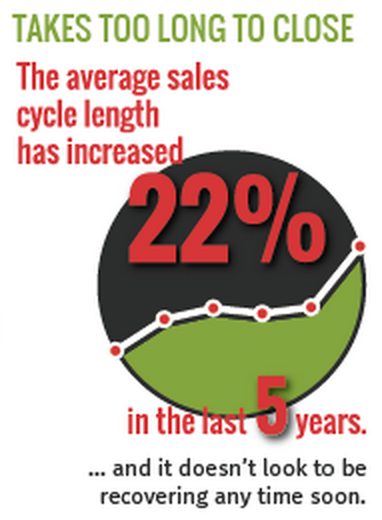 TAKES TOO LONG TO CLOSE
The average sales
cycle length
has increased
22%
in the last 5 years.
... and it doesn't look to be
recovering any time soon.